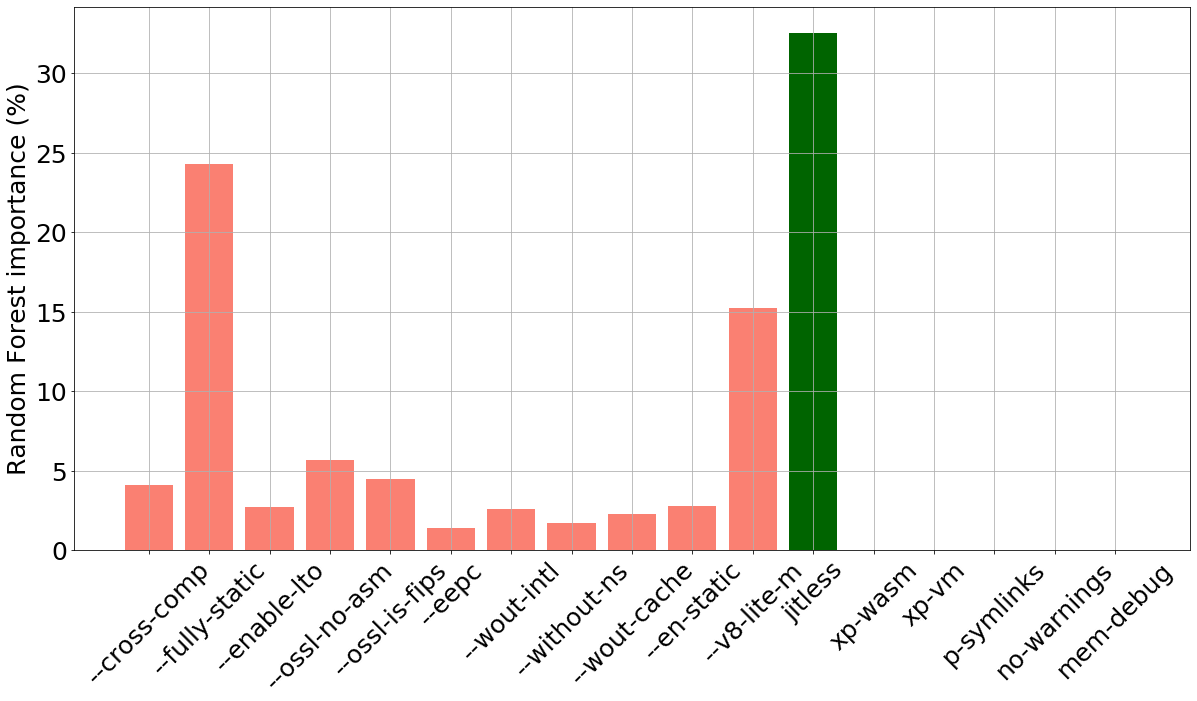 Random Forest importance (%)
30
25
20
15
10
5
0
--cross-comp
--fully-static
--enable-lto
--ossl-no-asm
--ossl-is-fips
--eepc
--wout-intl
--without-ns
--wout-cache
--en-static
--v8-lite-m
jitless
xp-wasm
xp-vm
p-symlinks
no-warnings
mem-debug